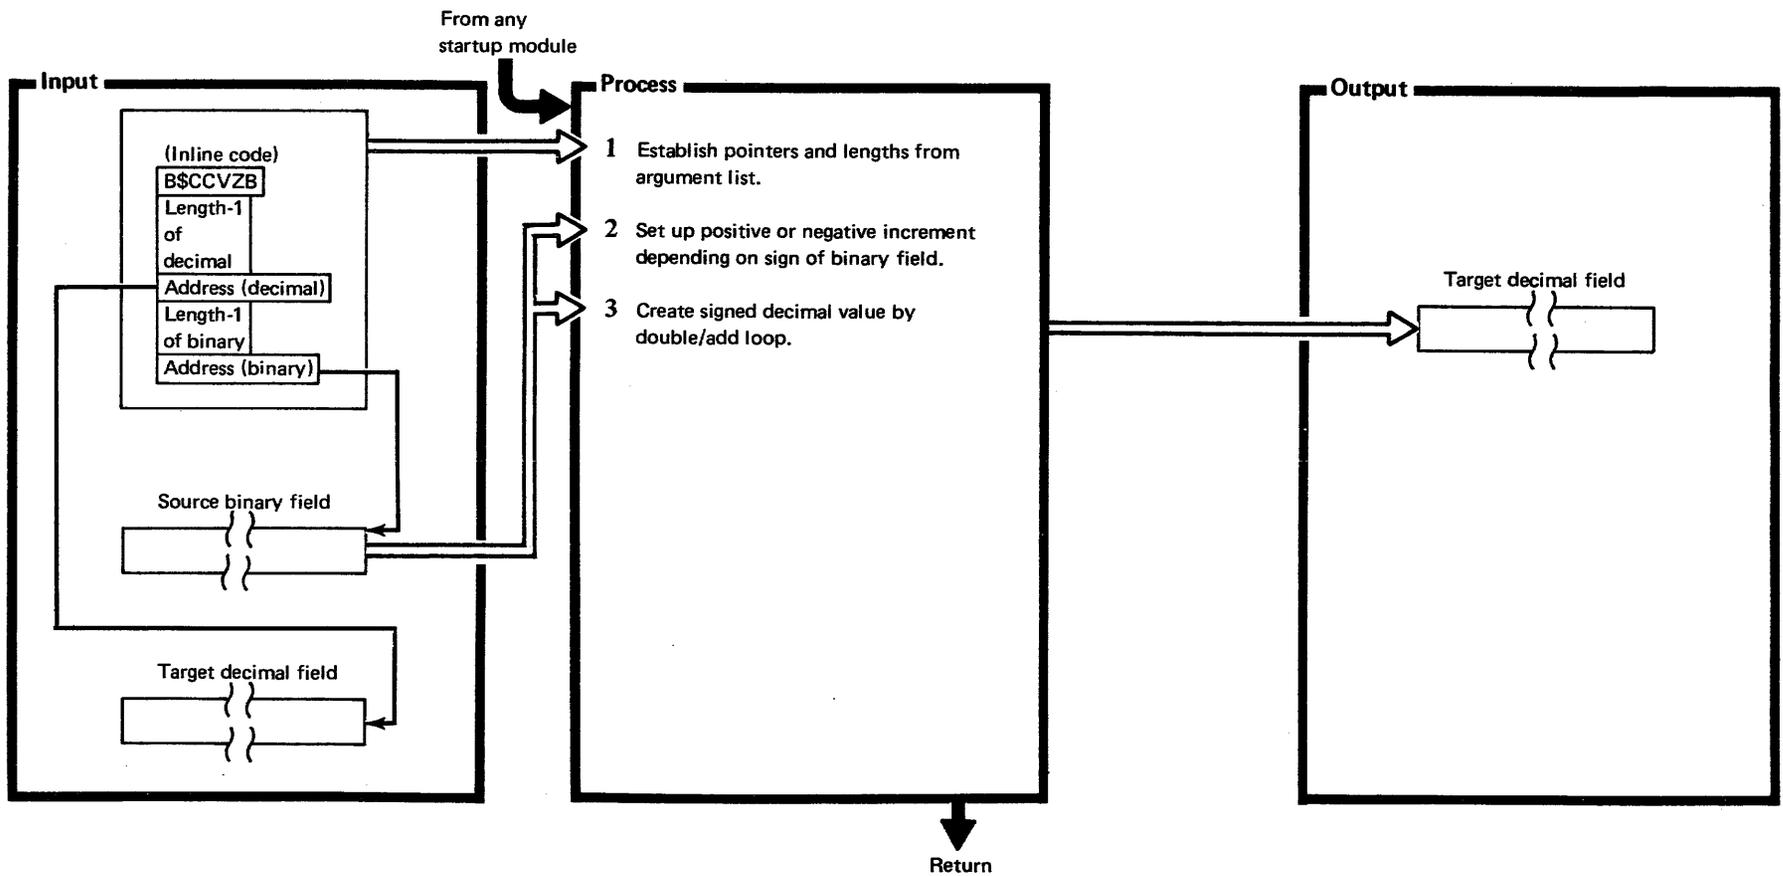 From any
startup module
Input
(Inline code)
B$CCVZB
Length-1
of
decimal
Address (decimal)
Length-1
of binary
Address (binary)
Source binary field
Target decimal field
Process
1 Establish pointers and lengths from
argument list.
2 Set up positive or negative increment
depending on sign of binary field.
3 Create signed decimal value by
double/add loop.
Return
Output
Target decimal field